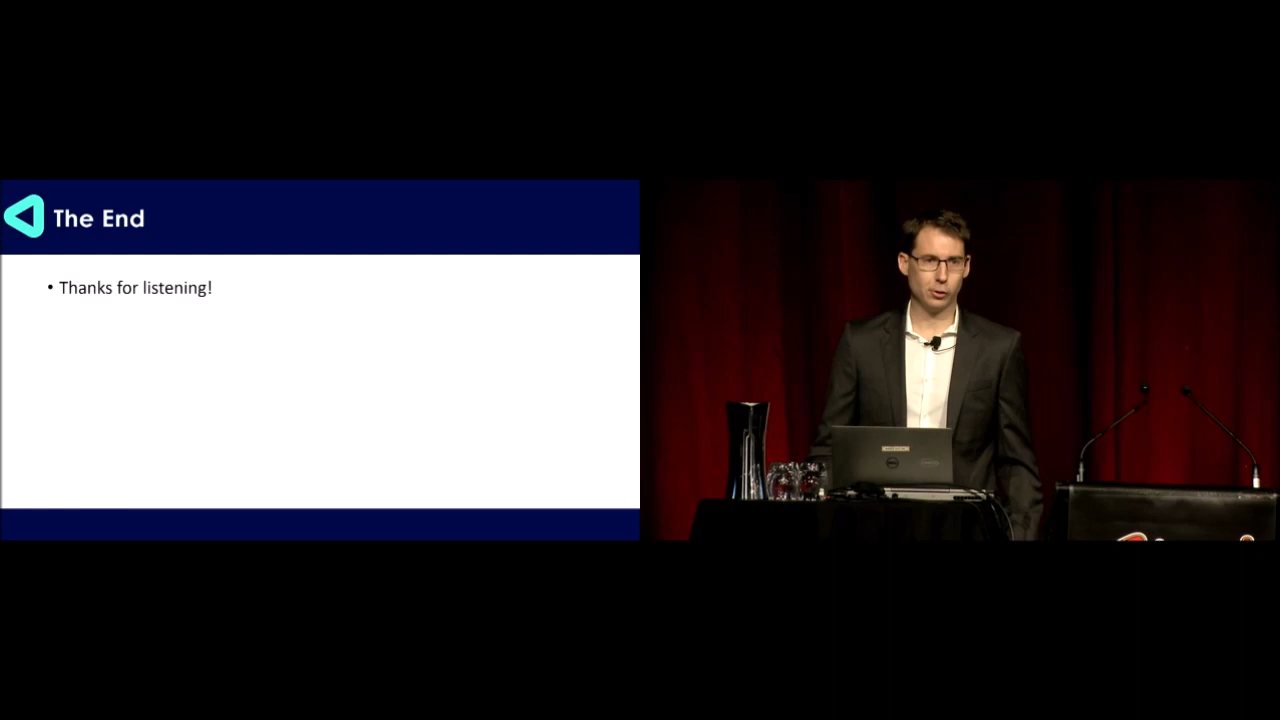 The End
• Thanks for listening!